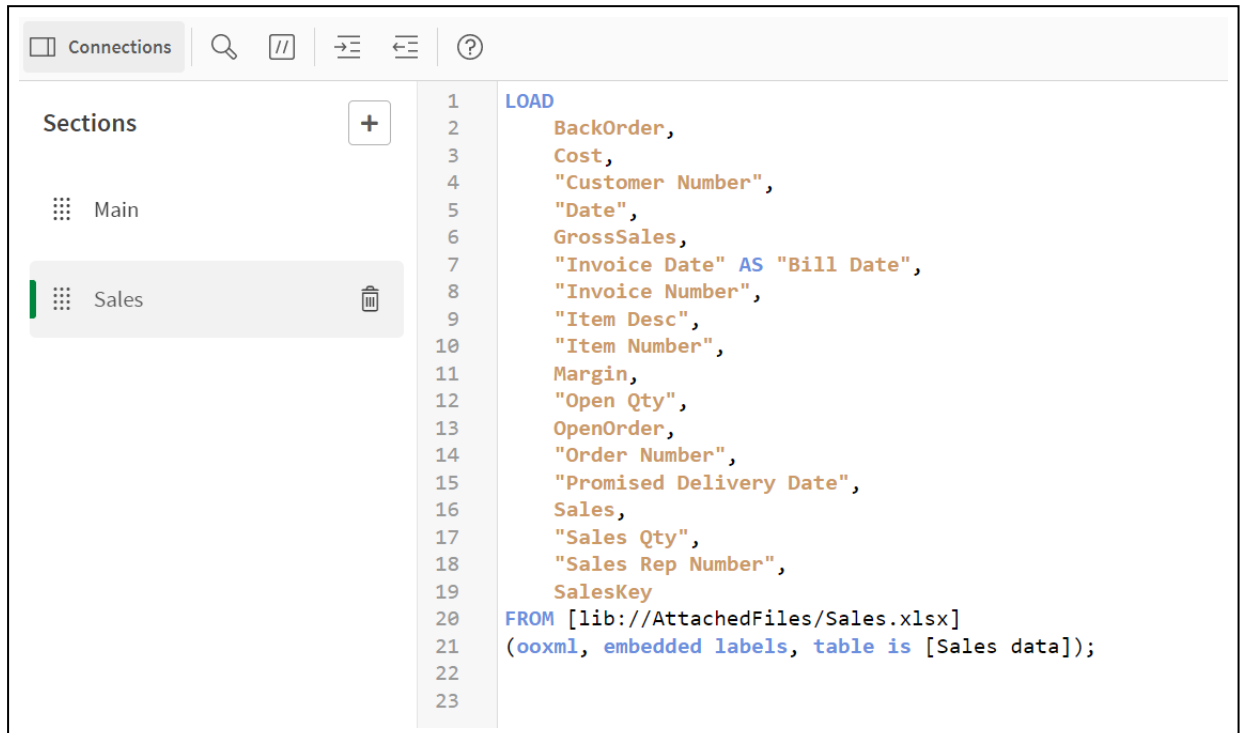 Connections //
Sections +
Main
Sales
1 LOAD
2 BackOrder,
3 Cost,
4 "Customer Number",
5 "Date",
6 GrossSales,
7 "Invoice Date" AS "Bill Date",
8 "Invoice Number",
9 "Item Desc",
10 "Item Number",
11 Margin,
12 "Open Qty",
13 OpenOrder,
14 "Order Number",
15 "Promised Delivery Date",
16 Sales,
17 "Sales Qty",
18 "Sales Rep Number",
19 SalesKey
20 FROM [lib://AttachedFiles/Sales.xlsx]
21 (ooxml, embedded labels, table is [Sales data]);
22
23